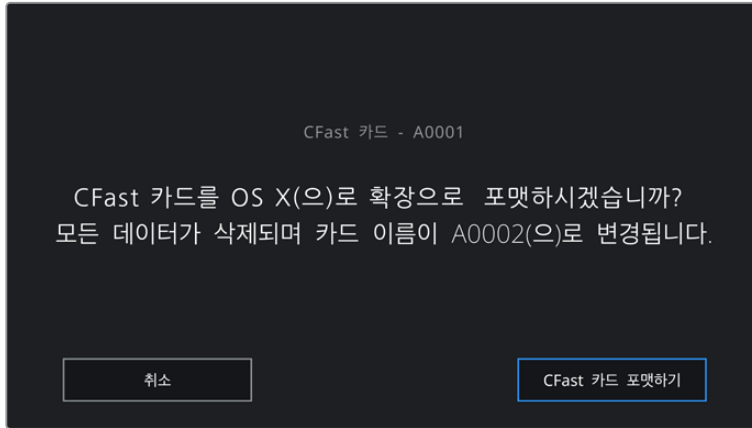 CFast 카드 - A0001
CFast 카드를 OS X(으)로 확장으로 포맷하시겠습니까?
모든 데이터가 삭제되며 카드 이름이 A0002(으)로 변경됩니다.
취소
CFast 카드 포맷하기